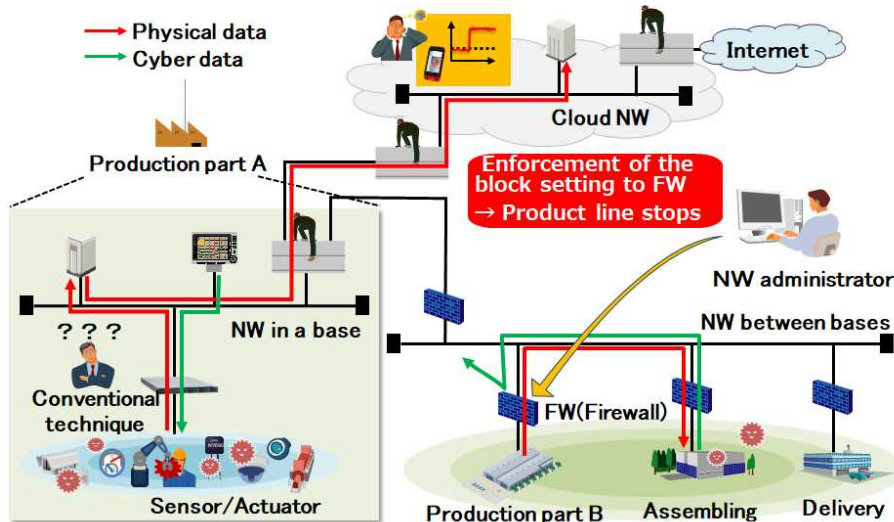 Physical data
Cyber data
Internet
Cloud NW
Production part A
Enforcement of the
block setting to FW
→ Product line stops
NW administrator
NW in a base
NW between bases
? ? ?
Conventional
technique
FW(Firewall)
Sensor/Actuator
Production part B
Assembling
Delivery